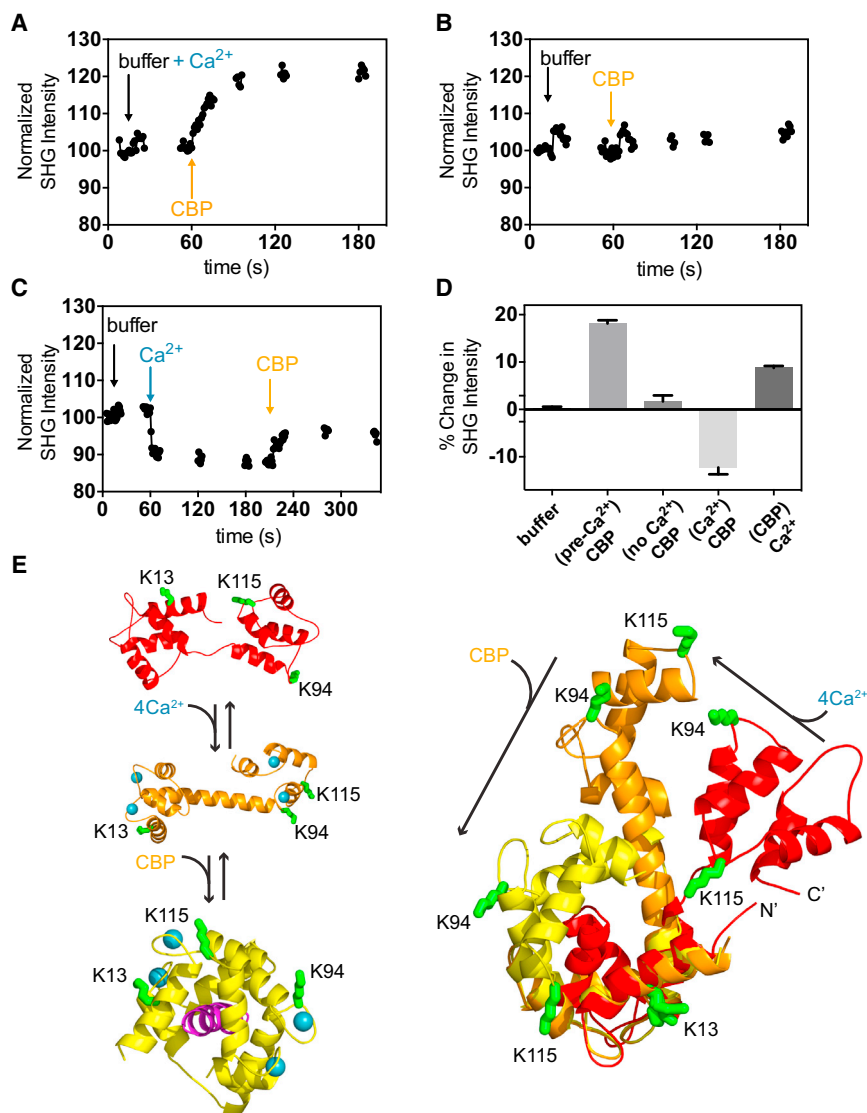 A
130
120
110
100
90
80
Normalized
SHG Intensity
buffer + Ca²⁺
CBP
0
60
120
180
time (s)
B
130
120
110
100
90
80
Normalized
SHG Intensity
buffer
CBP
0
60
120
180
time (s)
C
130
120
110
100
90
80
Normalized
SHG Intensity
buffer
Ca²⁺
CBP
0
60
120
180
240
300
time (s)
D
20
10
0
-10
% Change in
SHG Intensity
buffer
(pre-Ca²⁺)
CBP
(no Ca²⁺)
CBP
(Ca²⁺)
CBP
(CBP)
Ca²⁺
E
K13
K115
K94
4Ca²⁺
K115
K13
K94
CBP
K115
K13
K94
K115
CBP
K94
K94
4Ca²⁺
K115
C'
N'
K94
K13
K115